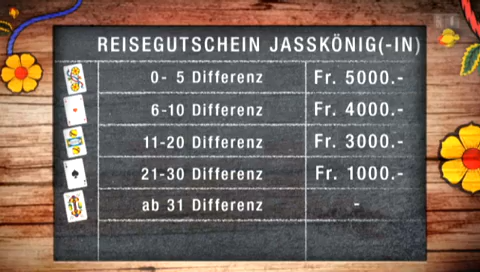 REISEGUTSCHEIN JASSKÖNIG(-IN)
0- 5 Differenz Fr. 5000.-
6-10 Differenz Fr. 4000.-
11-20 Differenz Fr. 3000.-
21-30 Differenz Fr. 1000.-
ab 31 Differenz -